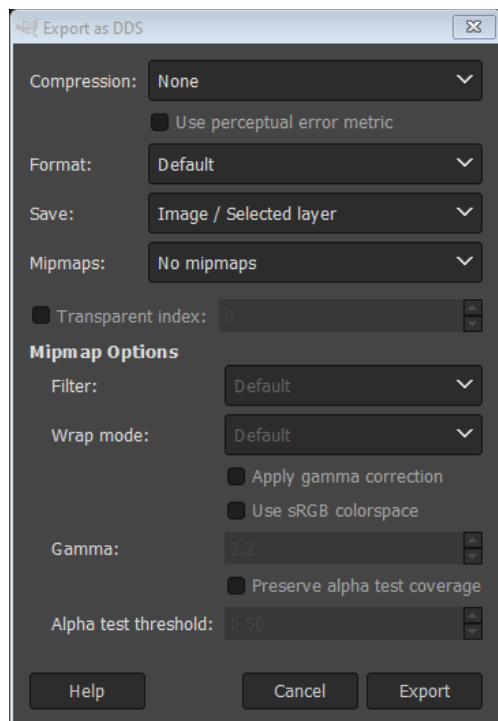 Export as DDS
Compression: None
Use perceptual error metric
Format: Default
Save: Image / Selected layer
Mipmaps: No mipmaps
Transparent index: 0
Mipmap Options
Filter: Default
Wrap mode: Default
Apply gamma correction
Use sRGB colorspace
Gamma: 2.2
Preserve alpha test coverage
Alpha test threshold: 0.50
Help Cancel Export